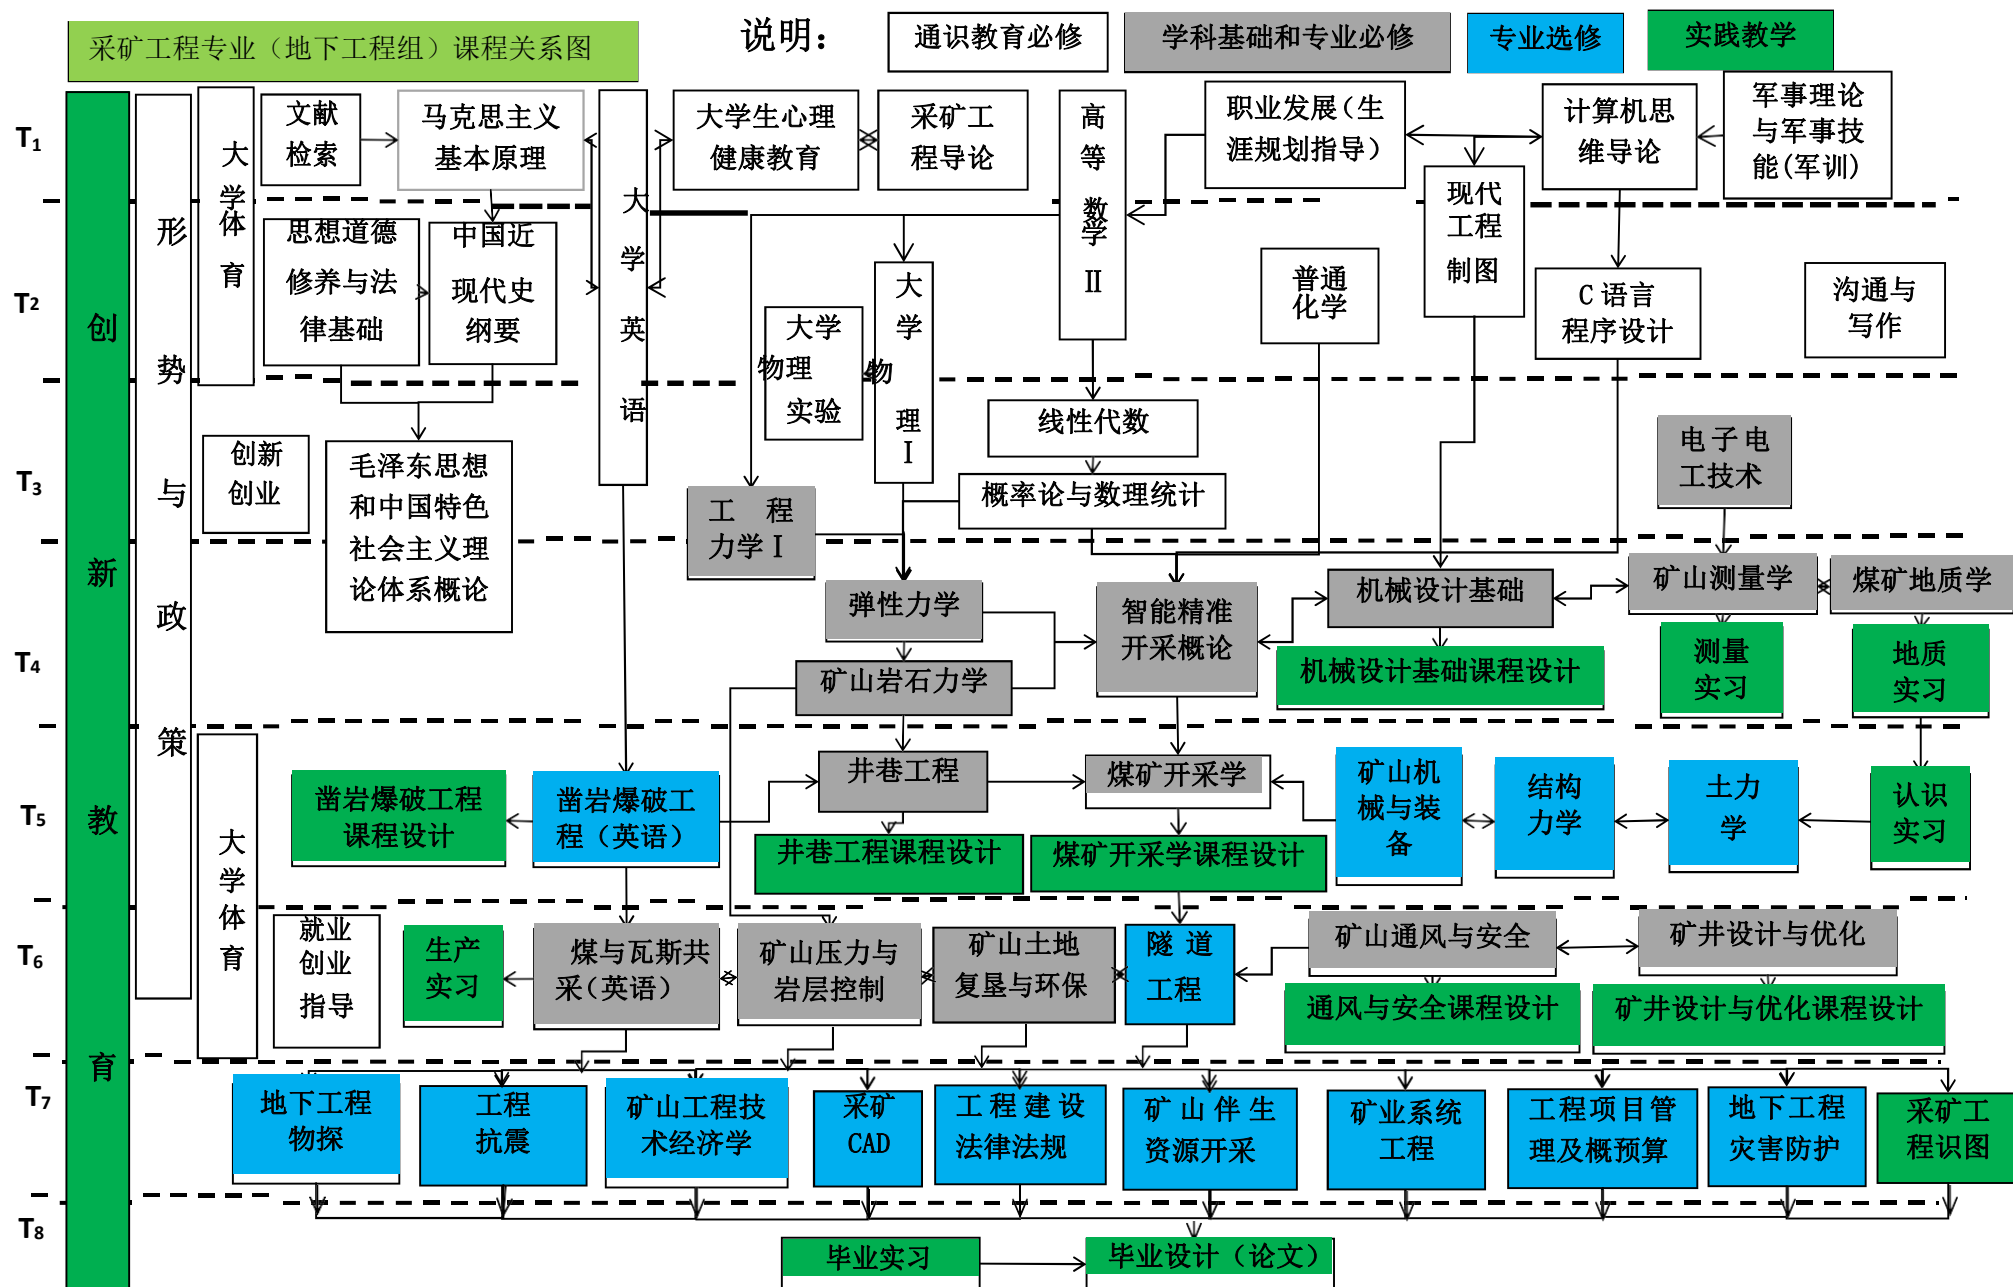 采矿工程专业（地下工程组）课程关系图
说明：
通识教育必修
学科基础和专业必修
专业选修
实践教学
创新教育
形势与政策
T1
大学体育
文献
检索
马克思主义
基本原理
大学英语
大学生心理
健康教育
采矿工
程导论
高等数学Ⅱ
职业发展（生
涯规划指导）
现代
工程
制图
计算机思
维导论
军事理论
与军事技
能(军训)
T2
思想道德
修养与法
律基础
中国近
现代史
纲要
大学
物理
实验
大学物理Ⅰ
普通
化学
C 语言
程序设计
沟通与
写作
T3
创新
创业
毛泽东思想
和中国特色
社会主义理
论体系概论
工 程
力学Ⅰ
线性代数
概率论与数理统计
电子电
工技术
T4
弹性力学
矿山岩石力学
智能精准
开采概论
机械设计基础
机械设计基础课程设计
矿山测量学
煤矿地质学
测量
实习
地质
实习
T5
大学体育
凿岩爆破工程
课程设计
凿岩爆破工
程（英语）
井巷工程
井巷工程课程设计
煤矿开采学
煤矿开采学课程设计
矿山机
械与装
备
结构
力学
土力
学
认识
实习
T6
就业
创业
指导
生产
实习
煤与瓦斯共
采(英语)
矿山压力与
岩层控制
矿山土地
复垦与环保
隧 道
工程
矿山通风与安全
通风与安全课程设计
矿井设计与优化
矿井设计与优化课程设计
T7
地下工程
物探
工程
抗震
矿山工程技
术经济学
采矿
CAD
工程建设
法律法规
矿山伴生
资源开采
矿业系统
工程
工程项目管
理及概预算
地下工程
灾害防护
采矿工
程识图
T8
毕业实习
毕业设计（论文）